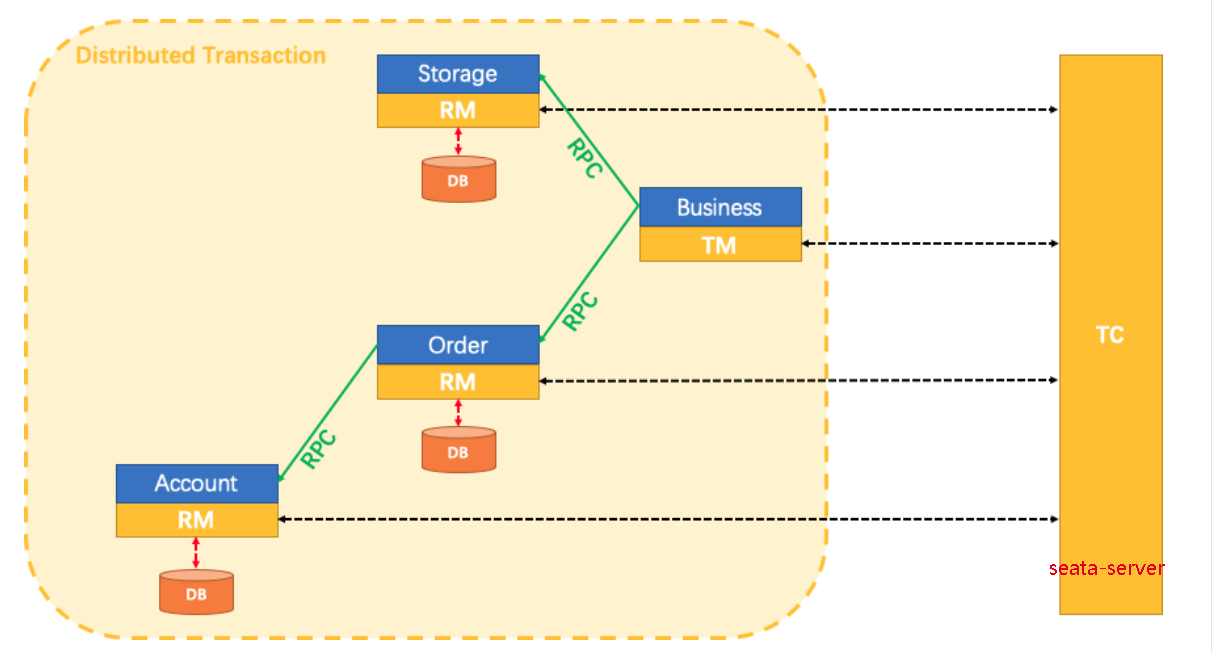 Distributed Transaction
Storage
RM
DB
RPC
Business
TM
RPC
Order
RM
DB
RPC
Account
RM
DB
TC
seata-server